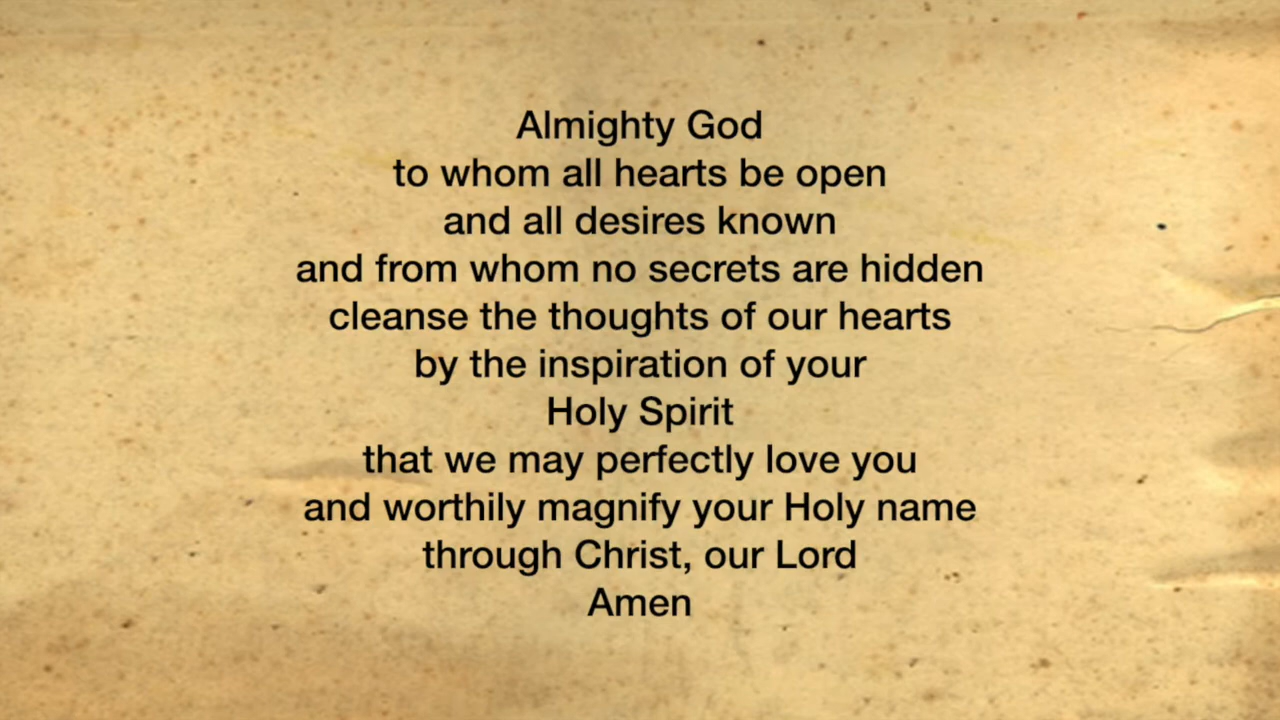 Almighty God
to whom all hearts be open
and all desires known
and from whom no secrets are hidden
cleanse the thoughts of our hearts
by the inspiration of your
Holy Spirit
that we may perfectly love you
and worthily magnify your Holy name
through Christ, our Lord
Amen